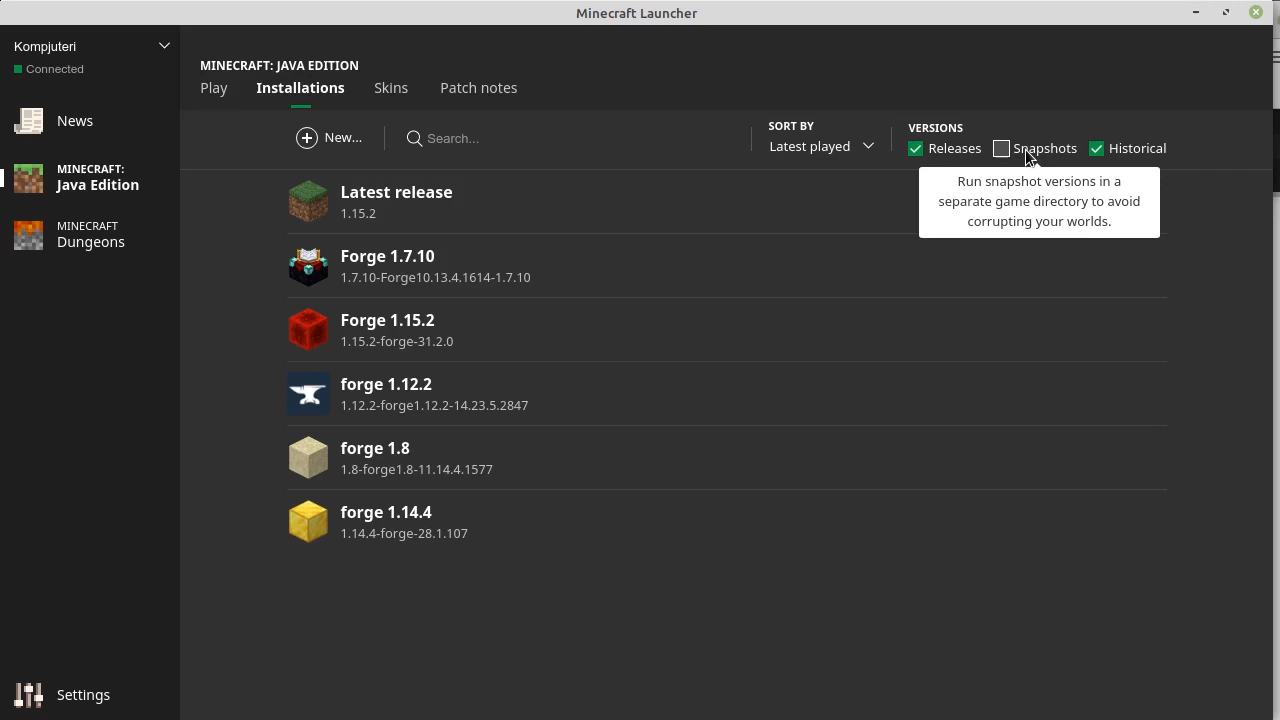 Minecraft Launcher
Kompjuteri
Connected
News
MINECRAFT:
Java Edition
MINECRAFT
Dungeons
Settings
MINECRAFT: JAVA EDITION
Play Installations Skins Patch notes
New...
Search...
SORT BY
Latest played
VERSIONS
Releases Snapshots Historical
Run snapshot versions in a
separate game directory to avoid
corrupting your worlds.
Latest release
1.15.2
Forge 1.7.10
1.7.10-Forge10.13.4.1614-1.7.10
Forge 1.15.2
1.15.2-forge-31.2.0
forge 1.12.2
1.12.2-forge1.12.2-14.23.5.2847
forge 1.8
1.8-forge1.8-11.14.4.1577
forge 1.14.4
1.14.4-forge-28.1.107